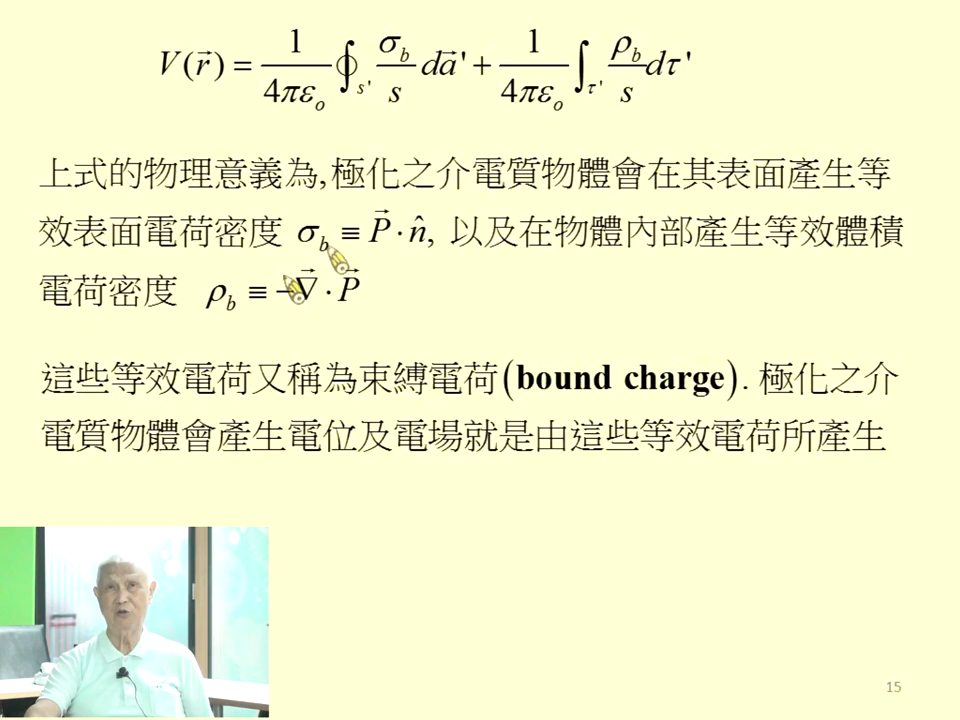 V(r⃗) = 1/(4πε₀) ∮_s' σ_b/s da⃗' + 1/(4πε₀) ∫_τ' ρ_b/s dτ'
上式的物理意義為,極化之介電質物體會在其表面產生等
效表面電荷密度 σ_b ≡ P⃗ · n̂, 以及在物體內部產生等效體積
電荷密度 ρ_b ≡ −∇⃗ · P⃗
這些等效電荷又稱為束縛電荷(bound charge). 極化之介
電質物體會產生電位及電場就是由這些等效電荷所產生
15